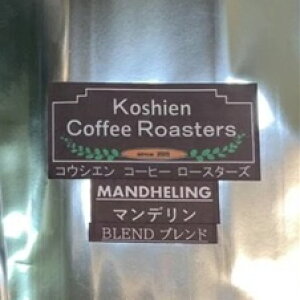 Koshien
Coffee Roasters
コウシエン コーヒー ロースターズ
MANDHELING
マンデリン
BLEND ブレンド